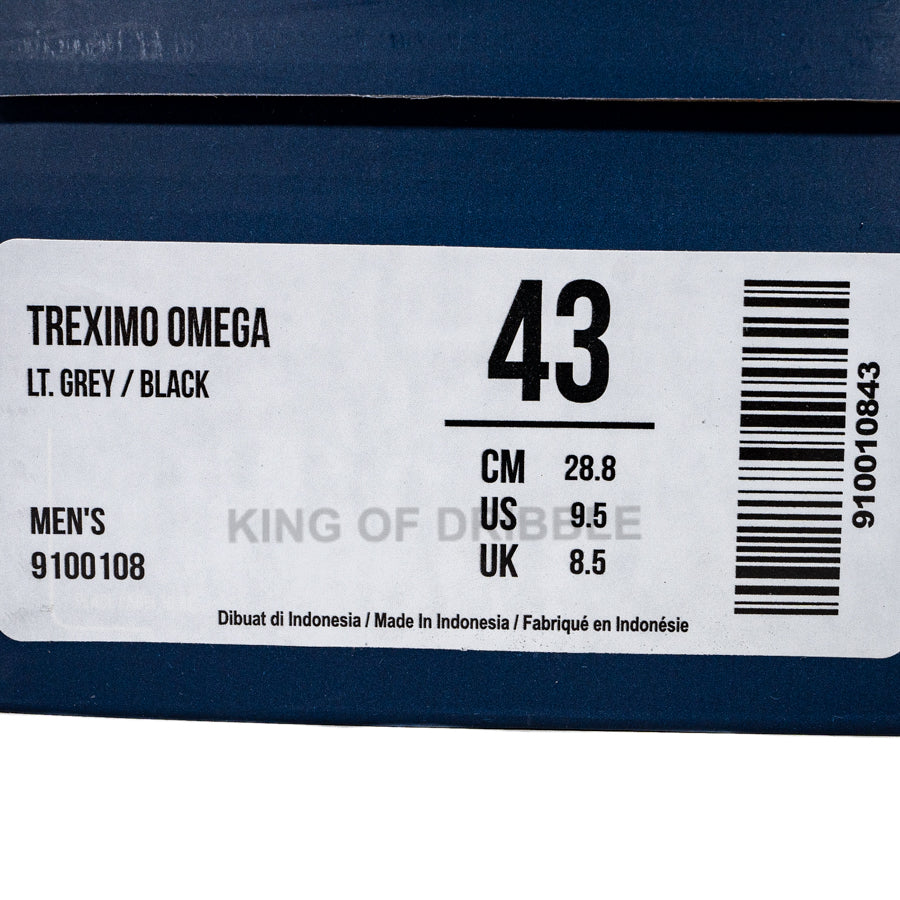 TREXIMO OMEGA
LT. GREY / BLACK
43
CM 28.8
US 9.5
UK 8.5
MEN'S
9100108
KING OF DRIBBLE
Dibuat di Indonesia / Made In Indonesia / Fabriqué en Indonésie
910010843